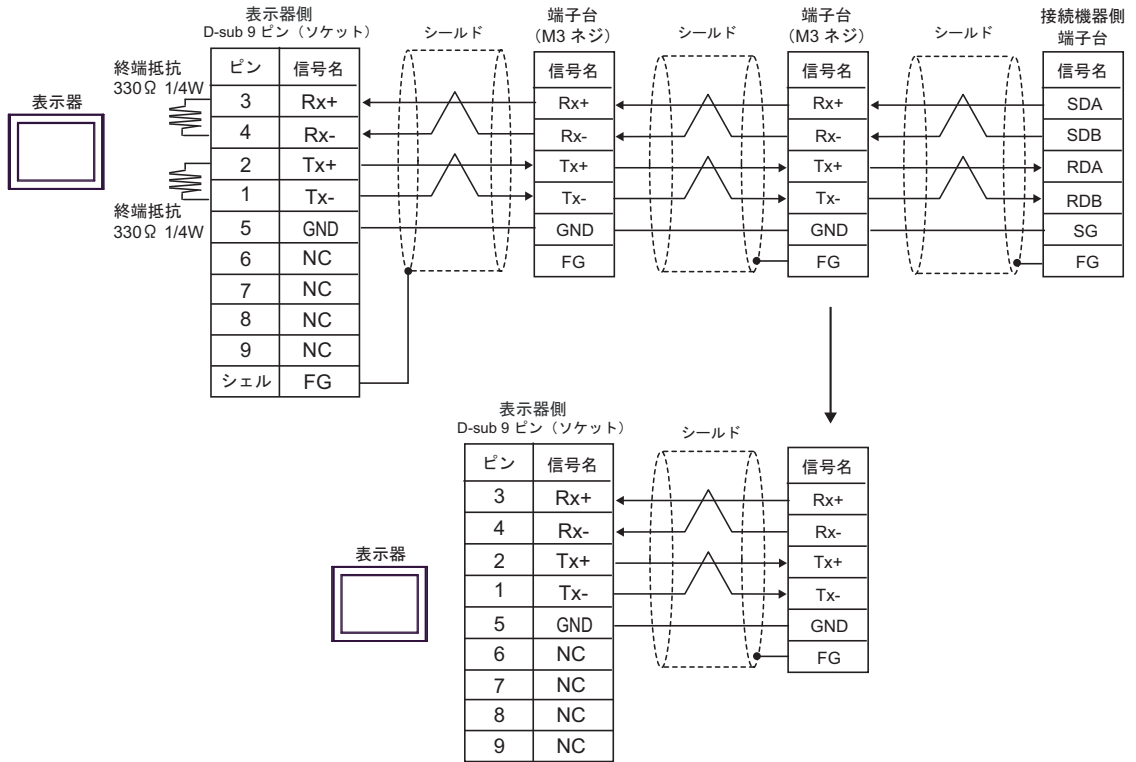 表示器側
D-sub 9 ピン（ソケット）
シールド
端子台
（M3 ネジ）
シールド
端子台
（M3 ネジ）
シールド
接続機器側
端子台
表示器
終端抵抗
330Ω 1/4W
終端抵抗
330Ω 1/4W
ピン 信号名
3 Rx+
4 Rx-
2 Tx+
1 Tx-
5 GND
6 NC
7 NC
8 NC
9 NC
シェル FG
信号名
Rx+
Rx-
Tx+
Tx-
GND
FG
信号名
Rx+
Rx-
Tx+
Tx-
GND
FG
信号名
SDA
SDB
RDA
RDB
SG
FG
表示器側
D-sub 9 ピン（ソケット）
シールド
表示器
ピン 信号名
3 Rx+
4 Rx-
2 Tx+
1 Tx-
5 GND
6 NC
7 NC
8 NC
9 NC
信号名
Rx+
Rx-
Tx+
Tx-
GND
FG